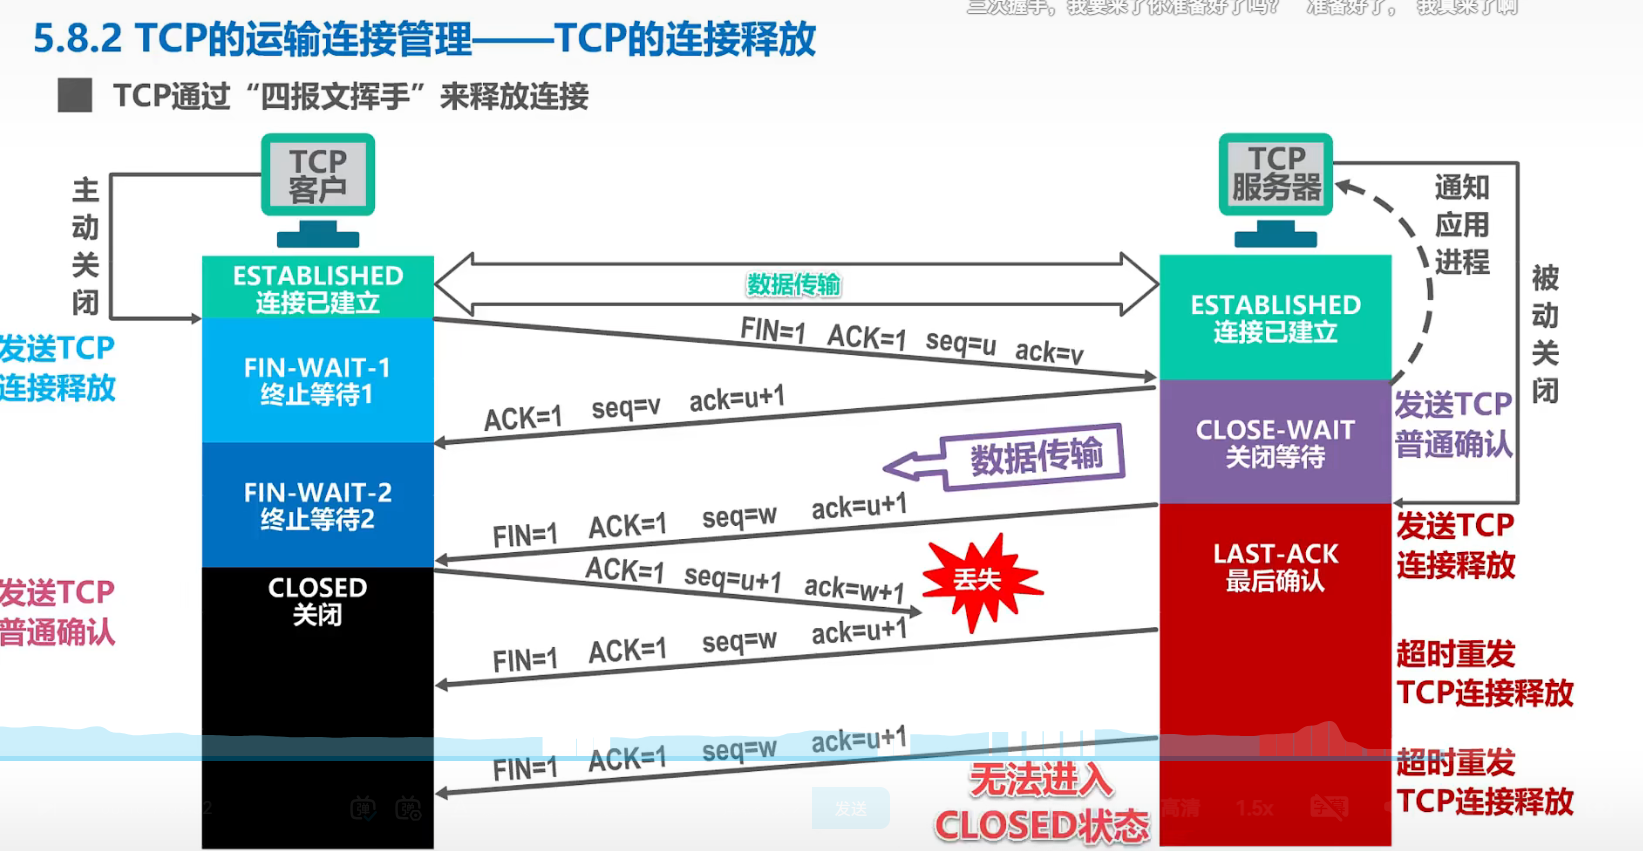 三次握手，我要来了你准备好了吗？ 准备好了， 我真来了啊
5.8.2 TCP的运输连接管理——TCP的连接释放
TCP通过“四报文挥手”来释放连接
TCP
客户
TCP
服务器
主动关闭
通知应用进程
被动关闭
ESTABLISHED
连接已建立
数据传输
ESTABLISHED
连接已建立
FIN=1 ACK=1 seq=u ack=v
发送TCP
连接释放
FIN-WAIT-1
终止等待1
ACK=1 seq=v ack=u+1
CLOSE-WAIT
关闭等待
发送TCP
普通确认
数据传输
FIN-WAIT-2
终止等待2
FIN=1 ACK=1 seq=w ack=u+1
发送TCP
连接释放
LAST-ACK
最后确认
ACK=1 seq=u+1 ack=w+1
丢失
发送TCP
普通确认
CLOSED
关闭
FIN=1 ACK=1 seq=w ack=u+1
超时重发
TCP连接释放
FIN=1 ACK=1 seq=w ack=u+1
超时重发
TCP连接释放
无法进入
CLOSED状态
发送
高清
1.5x